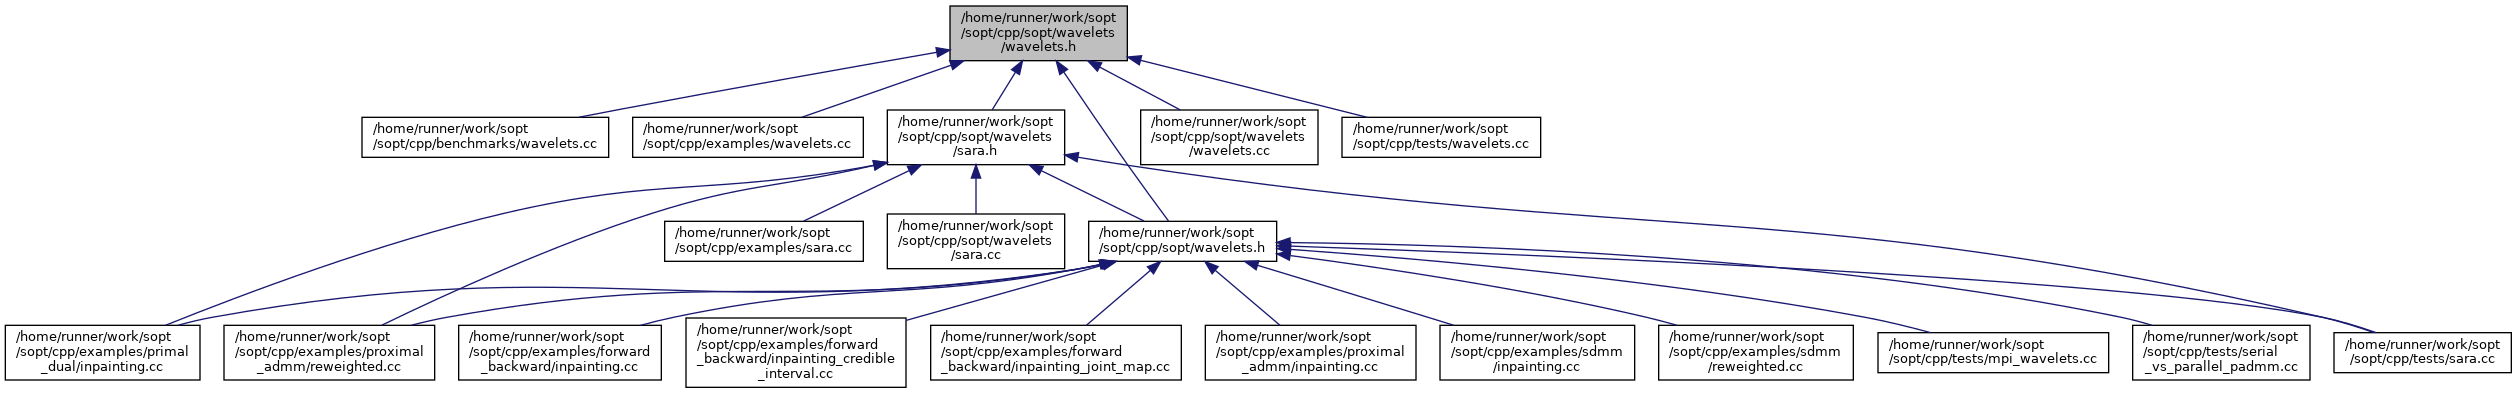 /home/runner/work/sopt
/sopt/cpp/sopt/wavelets
/wavelets.h
/home/runner/work/sopt
/sopt/cpp/benchmarks/wavelets.cc
/home/runner/work/sopt
/sopt/cpp/examples/wavelets.cc
/home/runner/work/sopt
/sopt/cpp/sopt/wavelets
/sara.h
/home/runner/work/sopt
/sopt/cpp/sopt/wavelets
/wavelets.cc
/home/runner/work/sopt
/sopt/cpp/tests/wavelets.cc
/home/runner/work/sopt
/sopt/cpp/examples/sara.cc
/home/runner/work/sopt
/sopt/cpp/sopt/wavelets
/sara.cc
/home/runner/work/sopt
/sopt/cpp/sopt/wavelets.h
/home/runner/work/sopt
/sopt/cpp/examples/primal
_dual/inpainting.cc
/home/runner/work/sopt
/sopt/cpp/examples/proximal
_admm/reweighted.cc
/home/runner/work/sopt
/sopt/cpp/examples/forward
_backward/inpainting.cc
/home/runner/work/sopt
/sopt/cpp/examples/forward
_backward/inpainting_credible
_interval.cc
/home/runner/work/sopt
/sopt/cpp/examples/forward
_backward/inpainting_joint_map.cc
/home/runner/work/sopt
/sopt/cpp/examples/proximal
_admm/inpainting.cc
/home/runner/work/sopt
/sopt/cpp/examples/sdmm
/inpainting.cc
/home/runner/work/sopt
/sopt/cpp/examples/sdmm
/reweighted.cc
/home/runner/work/sopt
/sopt/cpp/tests/mpi_wavelets.cc
/home/runner/work/sopt
/sopt/cpp/tests/serial
_vs_parallel_padmm.cc
/home/runner/work/sopt
/sopt/cpp/tests/sara.cc